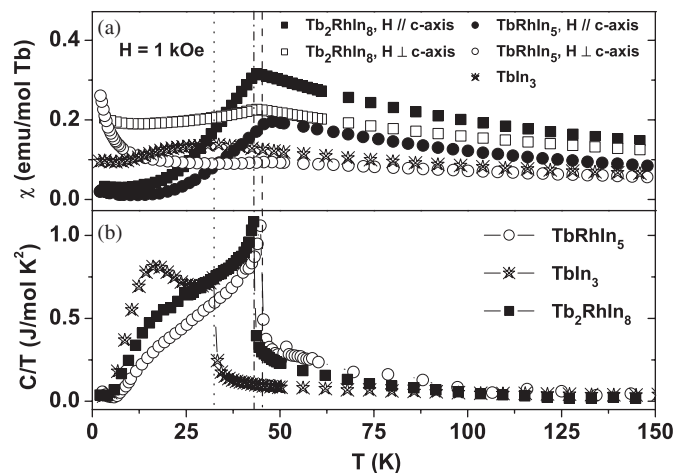 (a)
H = 1 kOe
Tb₂RhIn₈, H // c-axis
TbRhIn₅, H // c-axis
Tb₂RhIn₈, H ⊥ c-axis
TbRhIn₅, H ⊥ c-axis
TbIn₃
χ (emu/mol Tb)
0.4
0.2
0.0
(b)
TbRhIn₅
TbIn₃
Tb₂RhIn₈
C/T (J/mol K²)
1.0
0.5
0.0
0 25 50 75 100 125 150
T (K)